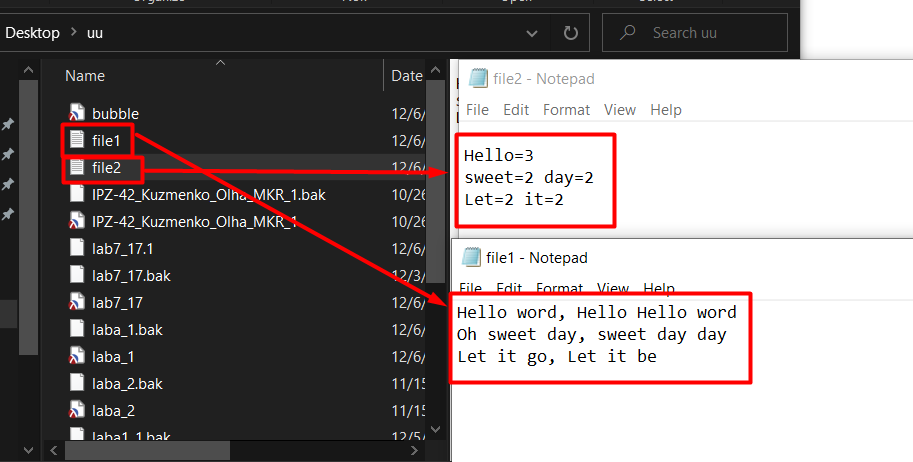 Desktop > uu
Search uu
Name
Date
bubble
12/6/
file1
12/6/
file2
12/6/
IPZ-42_Kuzmenko_Olha_MKR_1.bak
10/26
IPZ-42_Kuzmenko_Olha_MKR_1
10/26
lab7_17.1
12/6/
lab7_17.bak
12/3/
lab7_17
12/6/
laba_1.bak
12/6/
laba_1
12/6/
laba_2.bak
11/15
laba_2
11/15
laba1_1.bak
12/5/
file2 - Notepad
File Edit Format View Help
Hello=3
sweet=2 day=2
Let=2 it=2
file1 - Notepad
File Edit Format View Help
Hello word, Hello Hello word
Oh sweet day, sweet day day
Let it go, Let it be